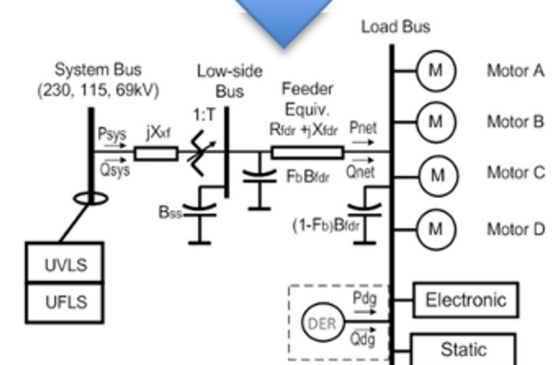 Load Bus
System Bus
(230, 115, 69kV)
Low-side
Bus
Feeder
Equiv.
1:T
Psys
Qsys
jXxf
Rfdr +jXfdr
Pnet
Qnet
FbBfdr
Bss
(1-Fb)Bfdr
M
Motor A
M
Motor B
M
Motor C
M
Motor D
UVLS
UFLS
DER
Pdg
Qdg
Electronic
Static